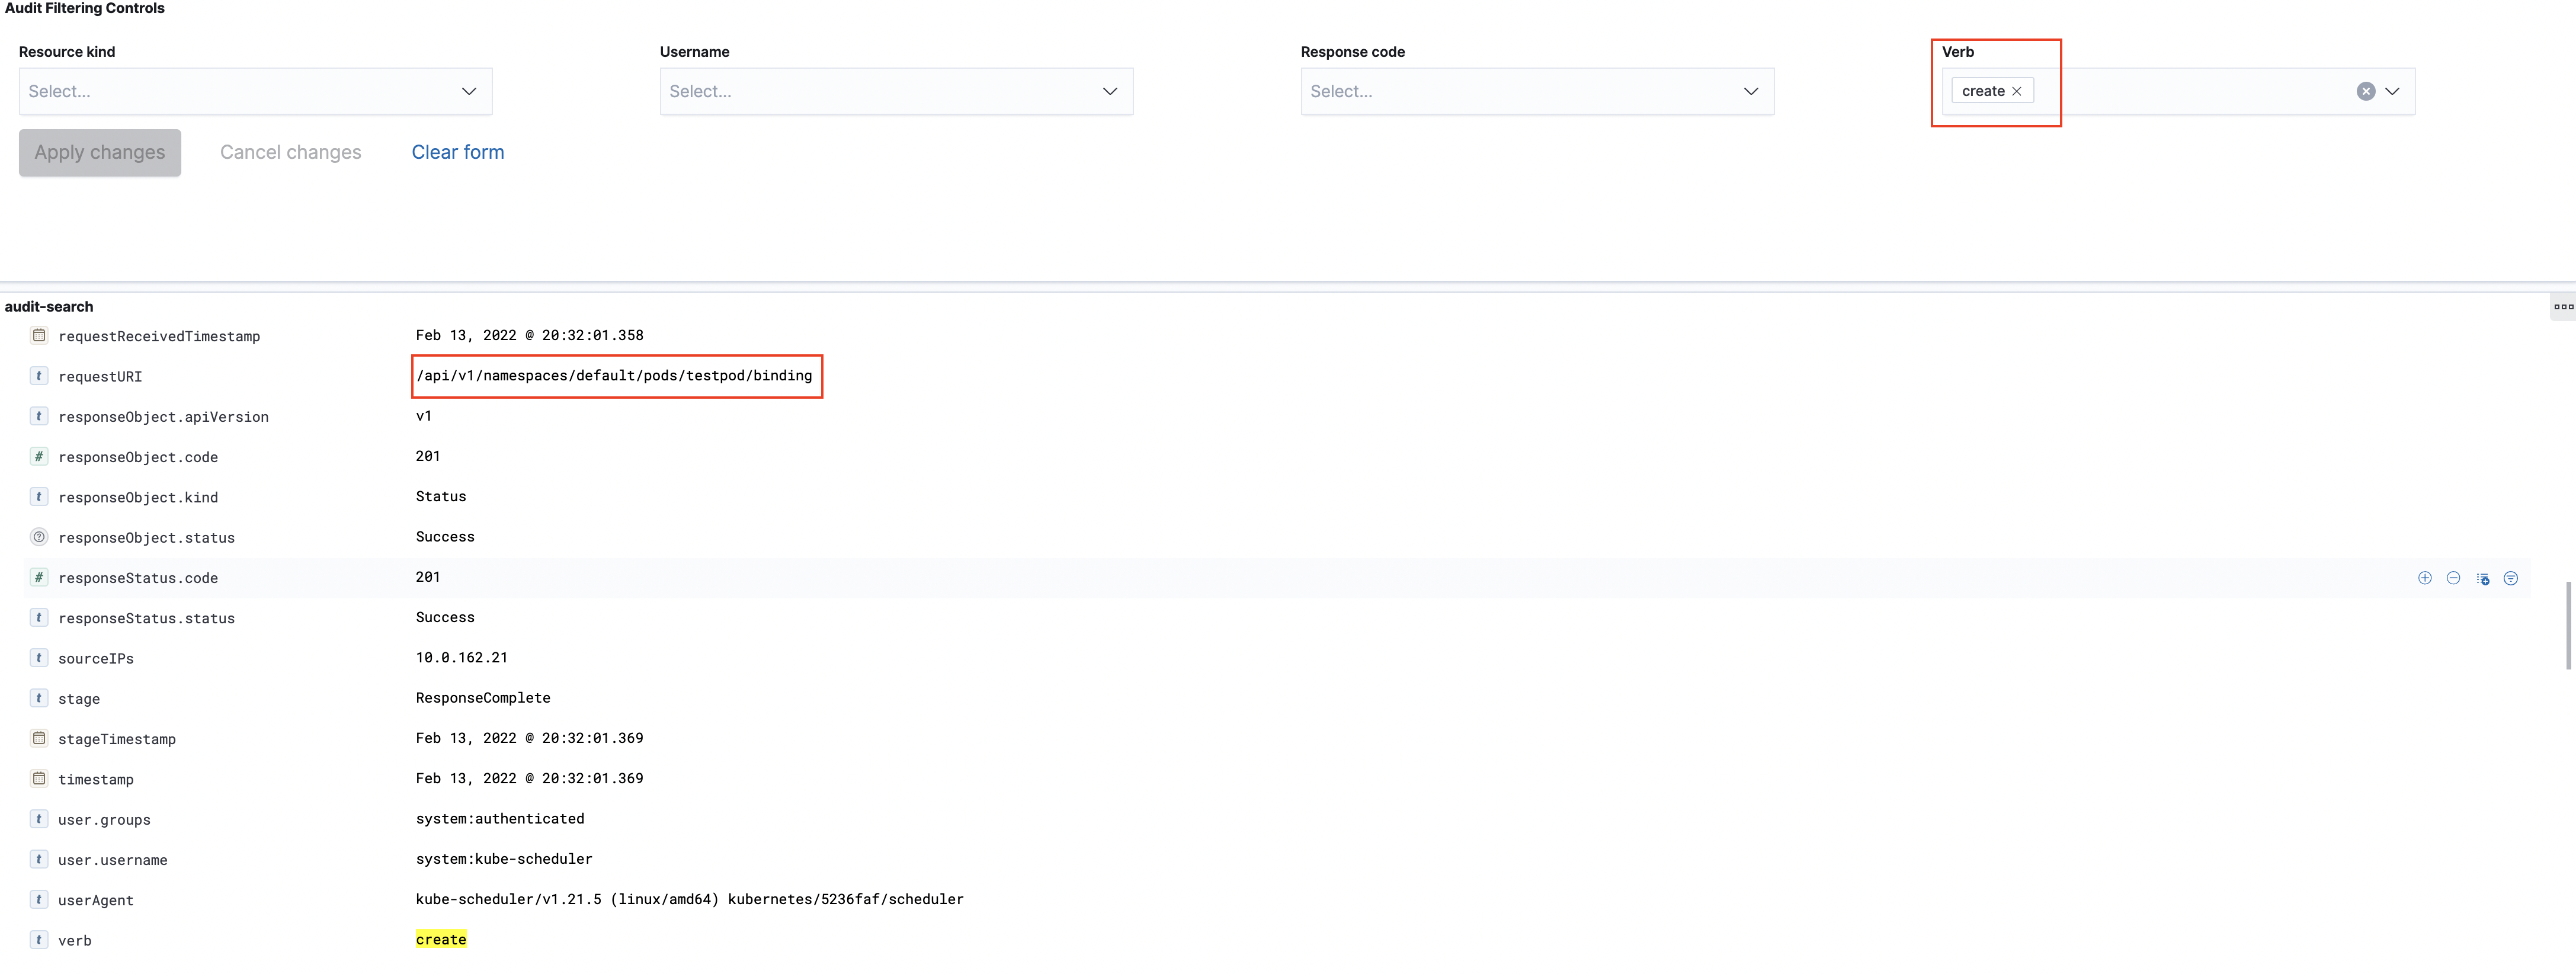 Audit Filtering Controls
Resource kind Username Response code Verb
Select... Select... Select... create
Apply changes Cancel changes Clear form
audit-search
requestReceivedTimestamp Feb 13, 2022 @ 20:32:01.358
t requestURI /api/v1/namespaces/default/pods/testpod/binding
t responseObject.apiVersion v1
# responseObject.code 201
t responseObject.kind Status
? responseObject.status Success
# responseStatus.code 201
t responseStatus.status Success
t sourceIPs 10.0.162.21
t stage ResponseComplete
stageTimestamp Feb 13, 2022 @ 20:32:01.369
timestamp Feb 13, 2022 @ 20:32:01.369
t user.groups system:authenticated
t user.username system:kube-scheduler
t userAgent kube-scheduler/v1.21.5 (linux/amd64) kubernetes/5236faf/scheduler
t verb create